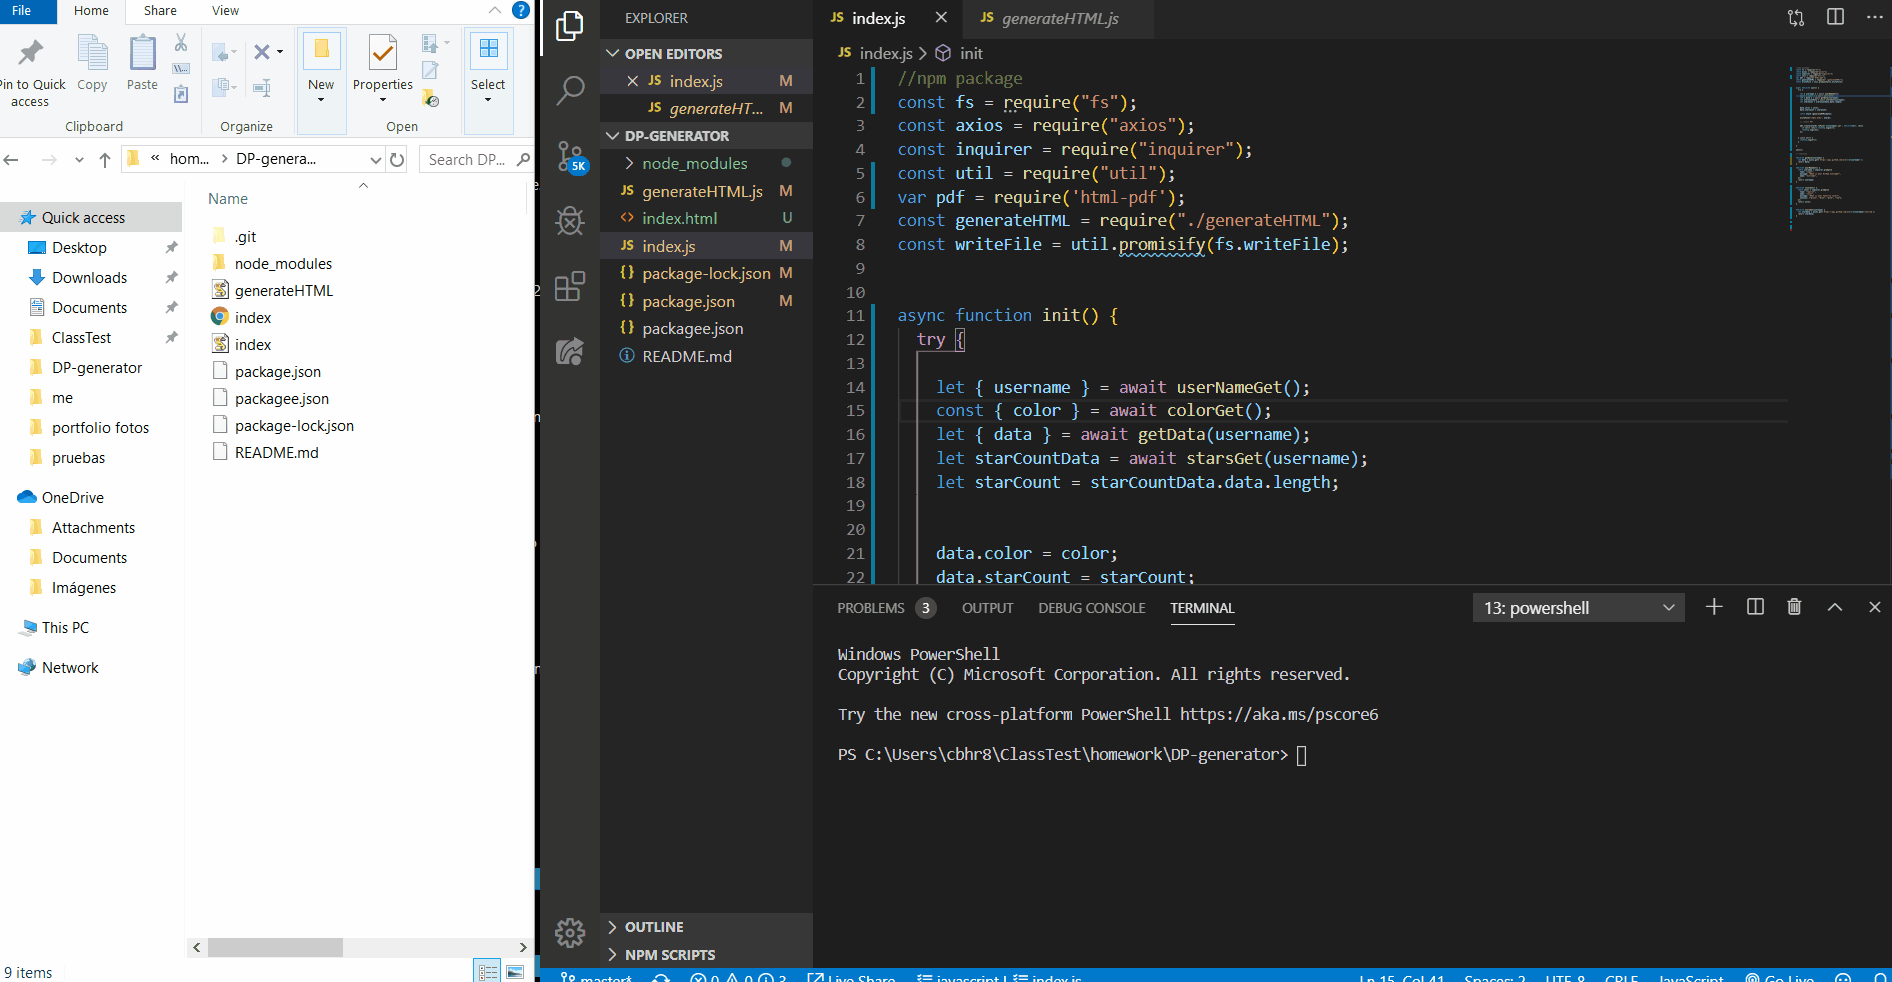 File
Home
Share
View
Pin to Quick
access
Copy
Paste
New
Properties
Select
Clipboard
Organize
Open
hom...
DP-genera...
Search DP...
Name
Quick access
Desktop
Downloads
Documents
ClassTest
DP-generator
me
portfolio fotos
pruebas
OneDrive
Attachments
Documents
Imágenes
This PC
Network
.git
node_modules
generateHTML
index
index
package.json
packagee.json
package-lock.json
README.md
9 items
EXPLORER
OPEN EDITORS
JS index.js M
JS generateHT... M
DP-GENERATOR
node_modules
JS generateHTML.js M
<> index.html U
JS index.js M
{} package-lock.json M
{} package.json M
{} packagee.json
README.md
5K
OUTLINE
NPM SCRIPTS
JS index.js
JS generateHTML.js
JS index.js > init
1 //npm package
2 const fs = require("fs");
3 const axios = require("axios");
4 const inquirer = require("inquirer");
5 const util = require("util");
6 var pdf = require('html-pdf');
7 const generateHTML = require("./generateHTML");
8 const writeFile = util.promisify(fs.writeFile);
9
10
11 async function init() {
12 try {
13
14 let { username } = await userNameGet();
15 const { color } = await colorGet();
16 let { data } = await getData(username);
17 let starCountData = await starsGet(username);
18 let starCount = starCountData.data.length;
19
20
21 data.color = color;
22 data.starCount = starCount;
PROBLEMS 3
OUTPUT
DEBUG CONSOLE
TERMINAL
13: powershell
Windows PowerShell
Copyright (C) Microsoft Corporation. All rights reserved.
Try the new cross-platform PowerShell https://aka.ms/pscore6
PS C:\Users\cbhr8\ClassTest\homework\DP-generator>
master* 0 0 3 Live Share javascript | index.js Ln 15, Col 41 Spaces: 2 UTF-8 CRLF JavaScript Go Live